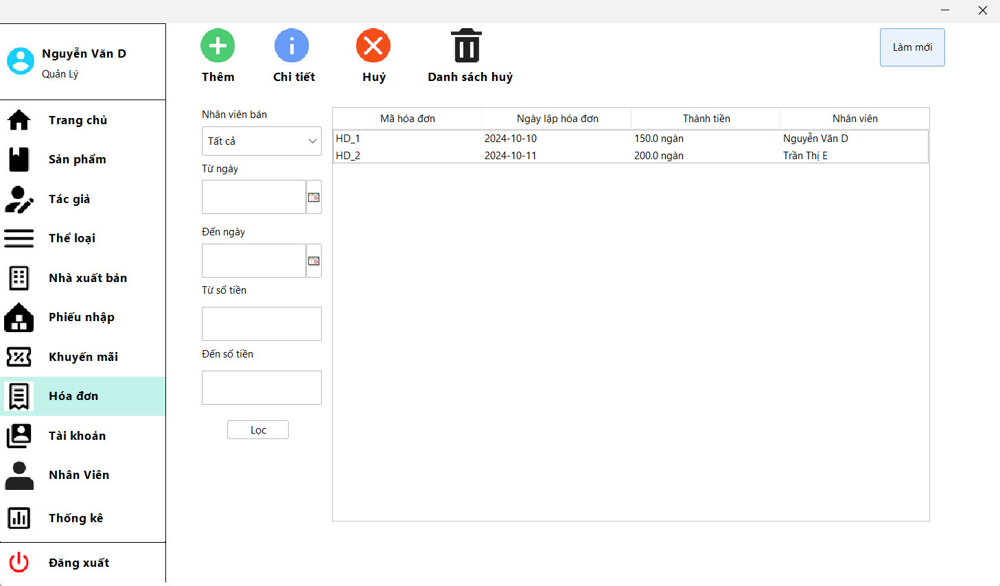 Nguyễn Văn D
Quản Lý
Trang chủ
Sản phẩm
Tác giả
Thể loại
Nhà xuất bản
Phiếu nhập
Khuyến mãi
Hóa đơn
Tài khoản
Nhân Viên
Thống kê
Đăng xuất
Thêm
Chi tiết
Huỷ
Danh sách huỷ
Làm mới
Nhân viên bán
Tất cả
Từ ngày
Đến ngày
Từ số tiền
Đến số tiền
Lọc
Mã hóa đơn Ngày lập hóa đơn Thành tiền Nhân viên
HD_1 2024-10-10 150.0 ngàn Nguyễn Văn D
HD_2 2024-10-11 200.0 ngàn Trần Thị E